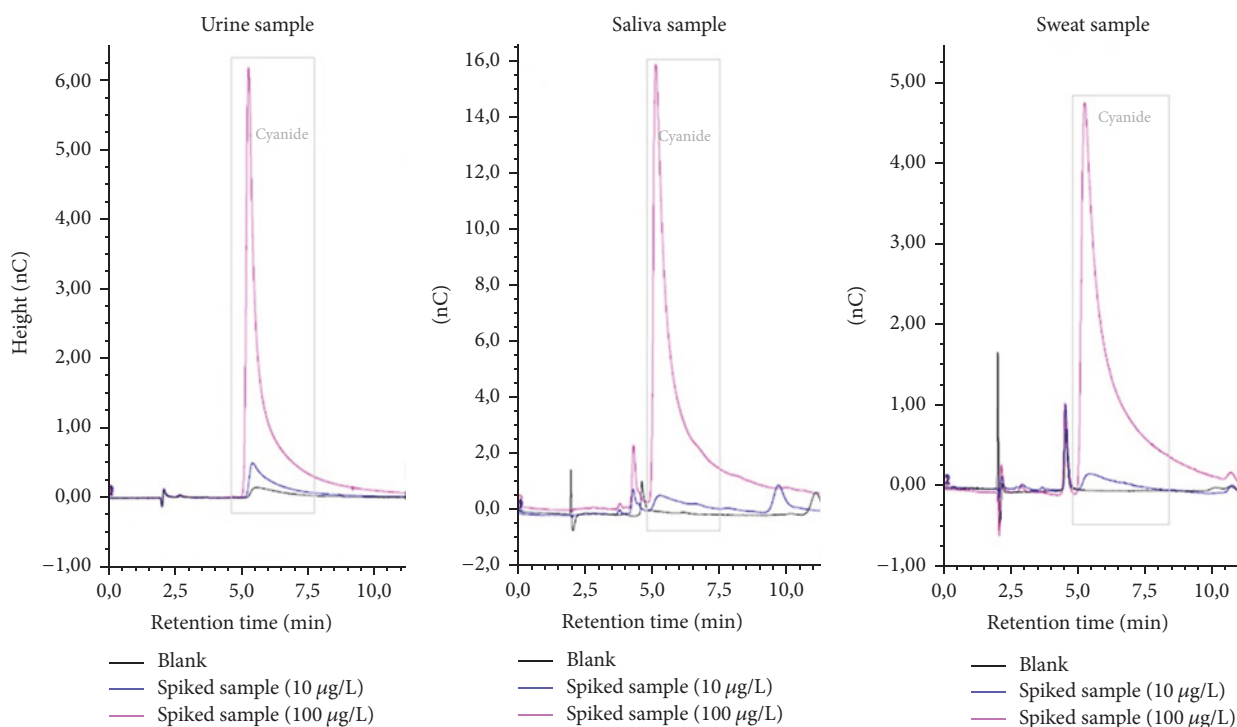 Urine sample
Height (nC)
6,00
5,00
4,00
3,00
2,00
1,00
0,00
−1,00
Cyanide
0,0 2,5 5,0 7,5 10,0
Retention time (min)
Blank
Spiked sample (10 μg/L)
Spiked sample (100 μg/L)
Saliva sample
(nC)
16,0
14,0
12,0
10,0
8,0
6,0
4,0
2,0
0,0
−2,0
Cyanide
0,0 2,5 5,0 7,5 10,0
Retention time (min)
Blank
Spiked sample (10 μg/L)
Spiked sample (100 μg/L)
Sweat sample
(nC)
5,00
4,00
3,00
2,00
1,00
0,00
−1,00
Cyanide
0,0 2,5 5,0 7,5 10,0
Retention time (min)
Blank
Spiked sample (10 μg/L)
Spiked sample (100 μg/L)